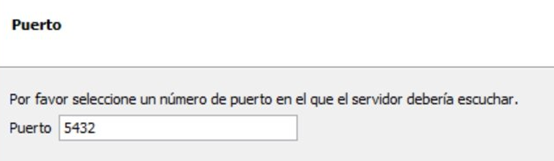 Puerto
Por favor seleccione un número de puerto en el que el servidor debería escuchar.
Puerto 5432